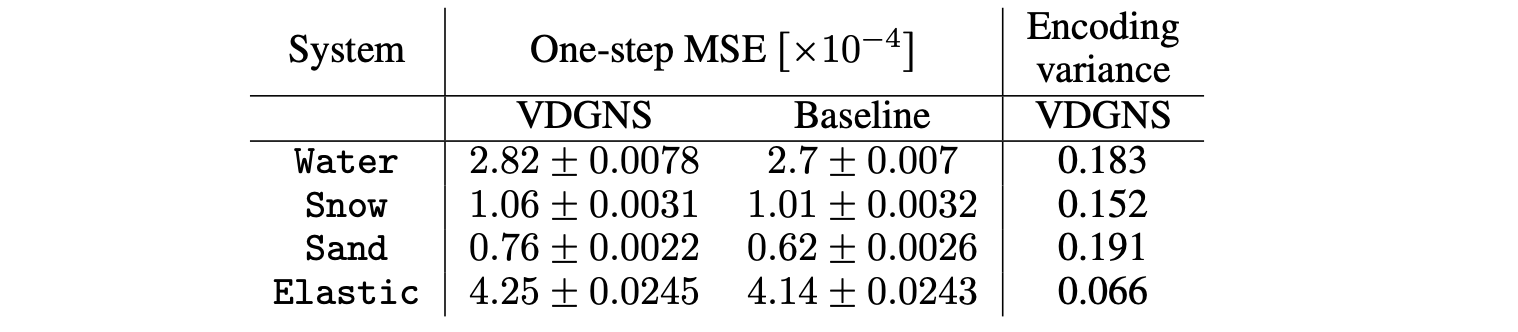 System One-step MSE [×10⁻⁴] Encoding variance
VDGNS Baseline VDGNS
Water 2.82 ± 0.0078 2.7 ± 0.007 0.183
Snow 1.06 ± 0.0031 1.01 ± 0.0032 0.152
Sand 0.76 ± 0.0022 0.62 ± 0.0026 0.191
Elastic 4.25 ± 0.0245 4.14 ± 0.0243 0.066